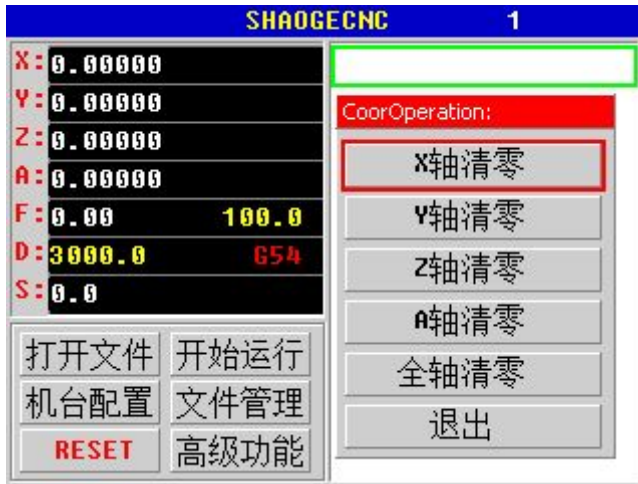 SHAOGECNC 1
X: 0.00000
Y: 0.00000
Z: 0.00000
A: 0.00000
F: 0.00 100.0
D: 3000.0 G54
S: 0.0
打开文件 开始运行
机台配置 文件管理
RESET 高级功能
CoorOperation:
X轴清零
Y轴清零
Z轴清零
A轴清零
全轴清零
退出